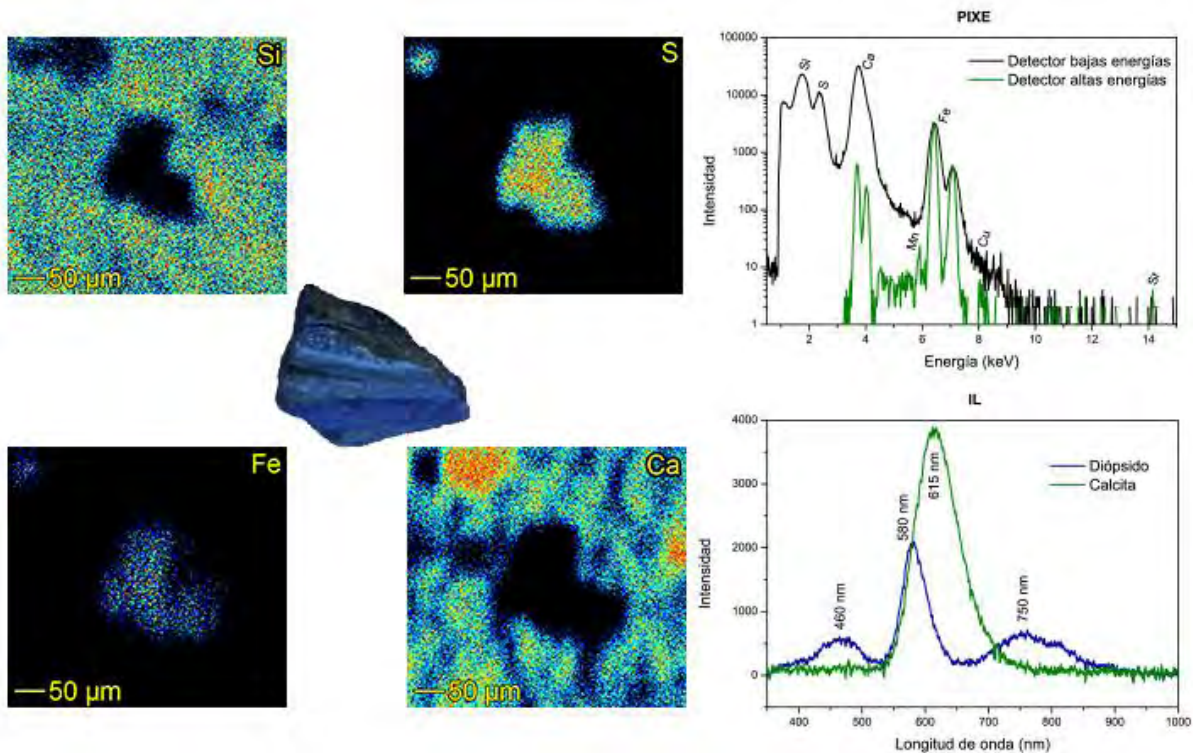 Si
50 µm
S
50 µm
Fe
50 µm
Ca
50 µm
PIXE
Detector bajas energías
Detector altas energías
Si
S
Ca
Fe
Mn
Cu
Sr
100000
10000
1000
100
10
1
2 4 6 8 10 12 14
Intensidad
Energía (keV)
IL
Diópsido
Calcita
460 nm
580 nm
615 nm
750 nm
4000
3000
2000
1000
0
400 500 600 700 800 900 1000
Intensidad
Longitud de onda (nm)